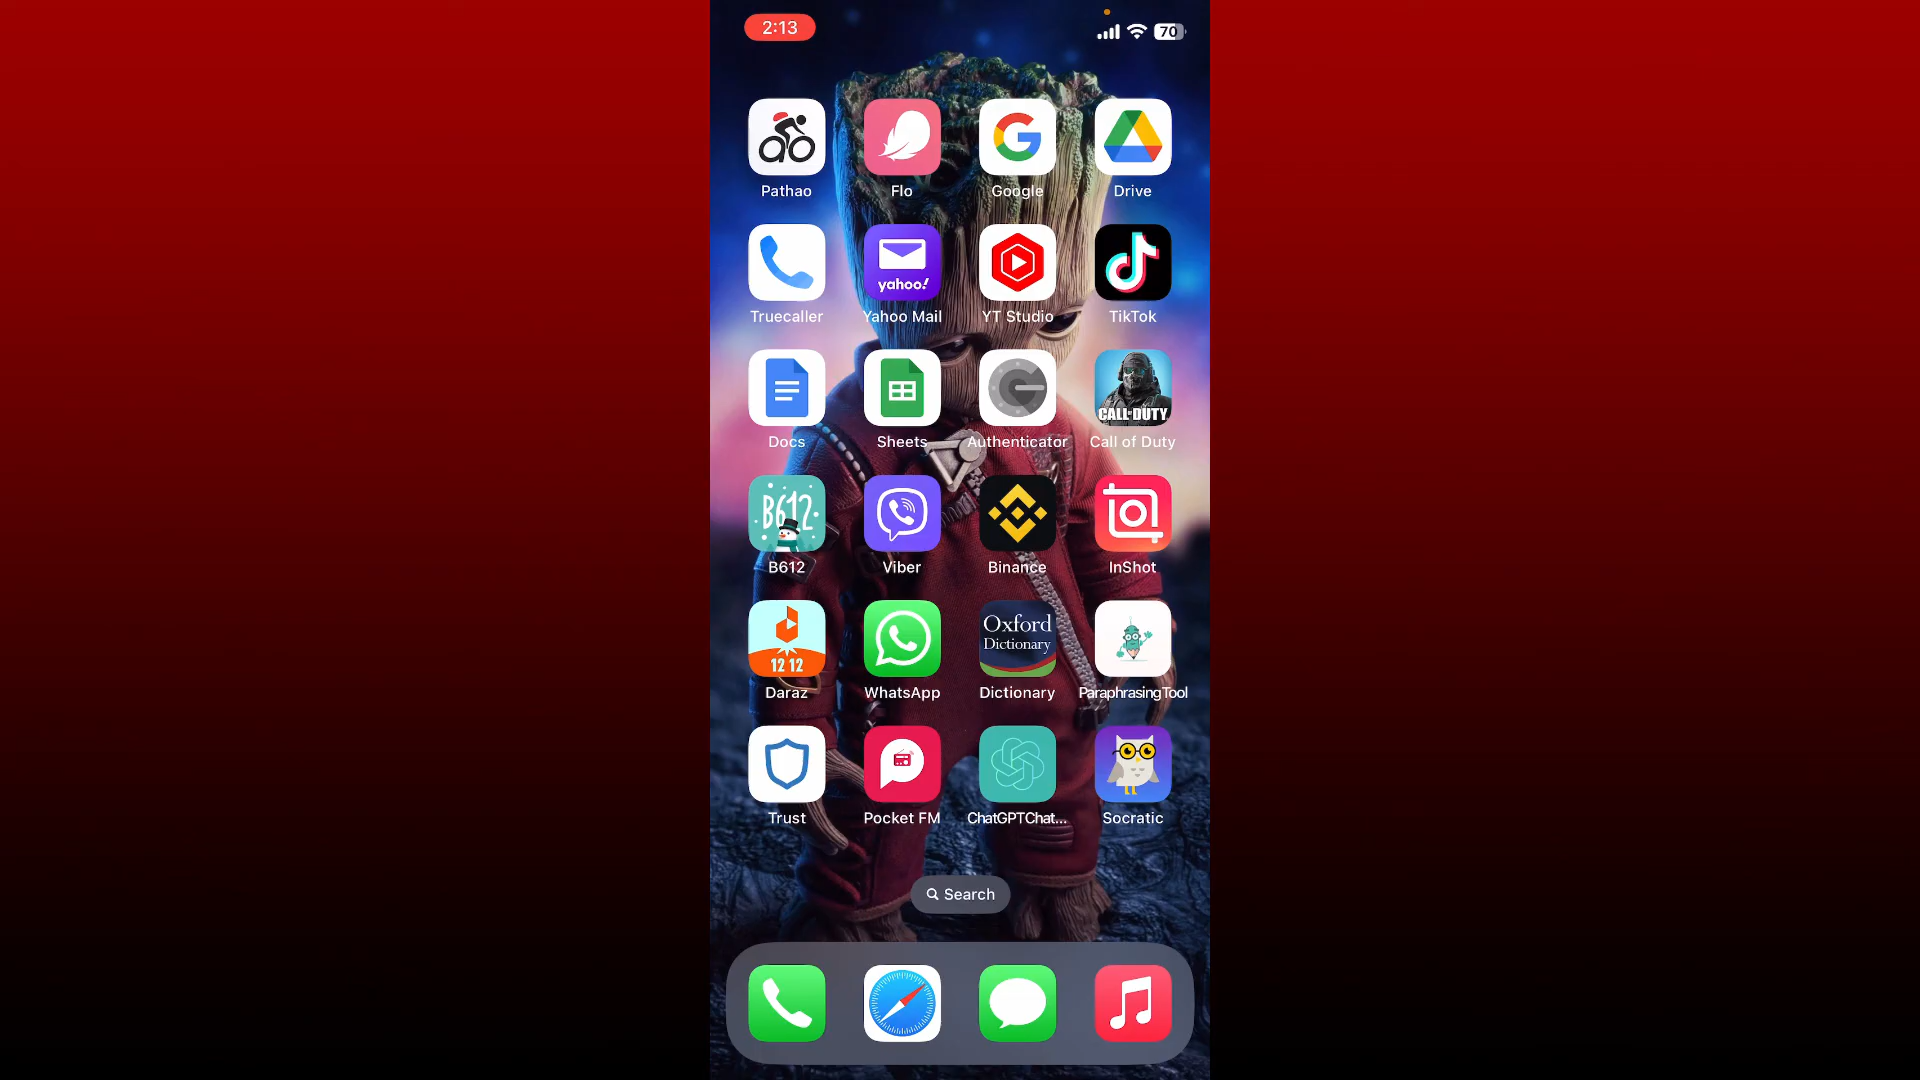 2:13
70
Pathao
Flo
Google
Drive
yahoo!
Truecaller
Yahoo Mail
YT Studio
TikTok
CALL OF DUTY
Docs
Sheets
Authenticator
Call of Duty
B612
B612
Viber
Binance
InShot
12 12
Oxford
Dictionary
Daraz
WhatsApp
Dictionary
ParaphrasingTool
Trust
Pocket FM
ChatGPTChat...
Socratic
Search